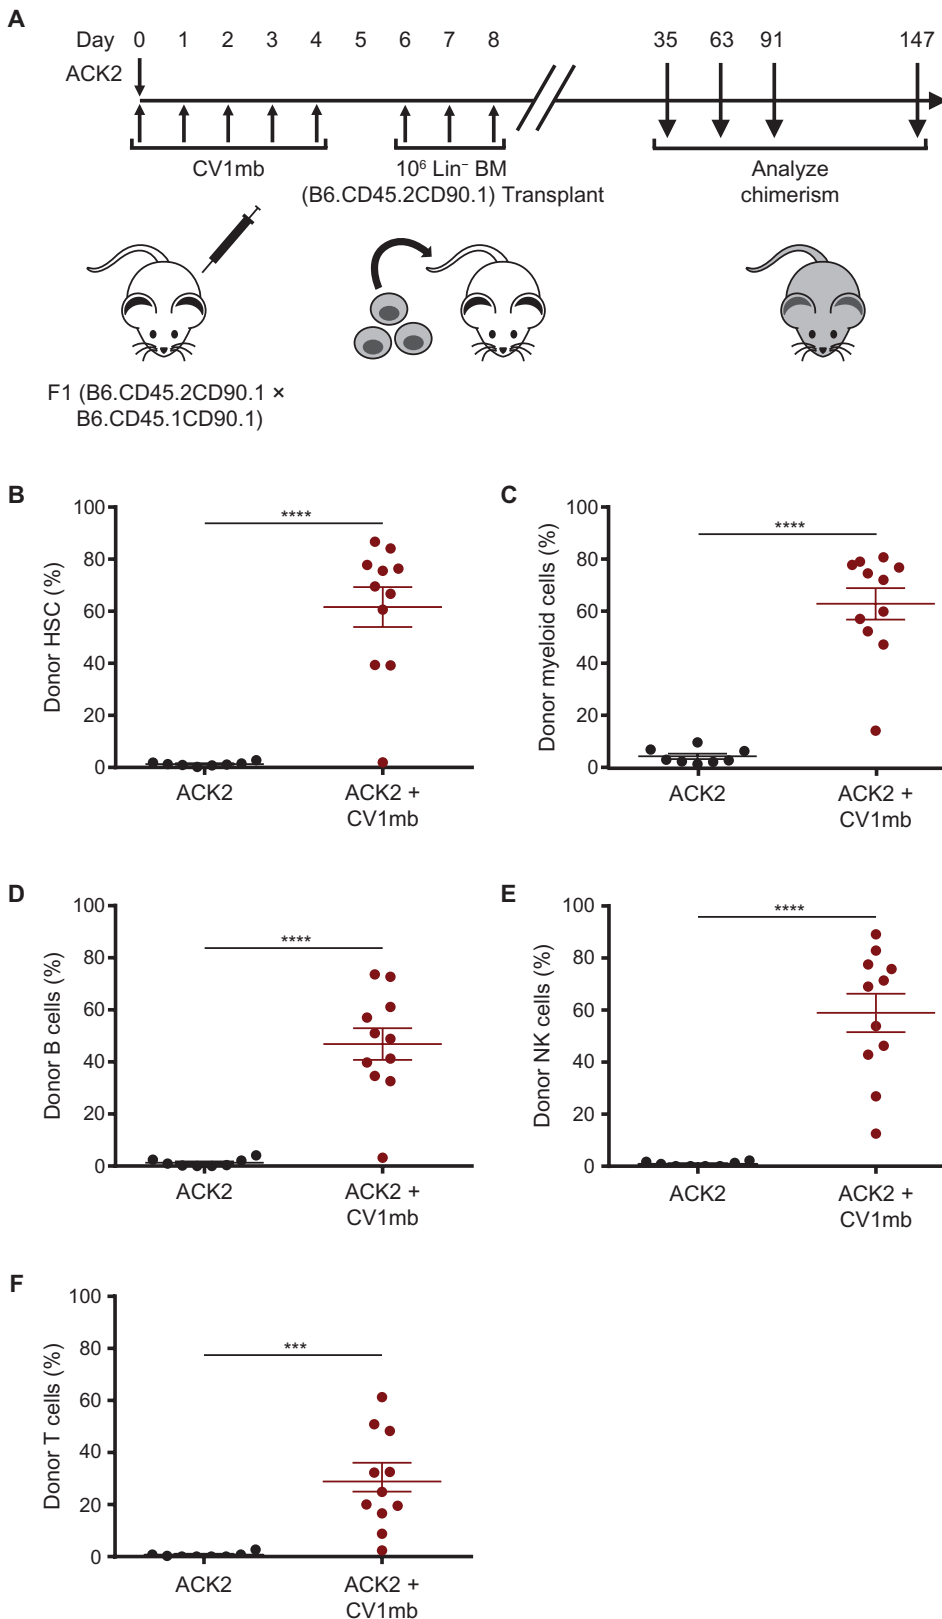 A
Day 0 1 2 3 4 5 6 7 8 35 63 91 147
ACK2
CV1mb
10⁶ Lin⁻ BM
(B6.CD45.2CD90.1) Transplant
Analyze
chimerism
F1 (B6.CD45.2CD90.1 ×
B6.CD45.1CD90.1)
B
Donor HSC (%)
100
80
60
40
20
0
****
ACK2
ACK2 +
CV1mb
C
Donor myeloid cells (%)
100
80
60
40
20
0
****
ACK2
ACK2 +
CV1mb
D
Donor B cells (%)
100
80
60
40
20
0
****
ACK2
ACK2 +
CV1mb
E
Donor NK cells (%)
100
80
60
40
20
0
****
ACK2
ACK2 +
CV1mb
F
Donor T cells (%)
100
80
60
40
20
0
***
ACK2
ACK2 +
CV1mb